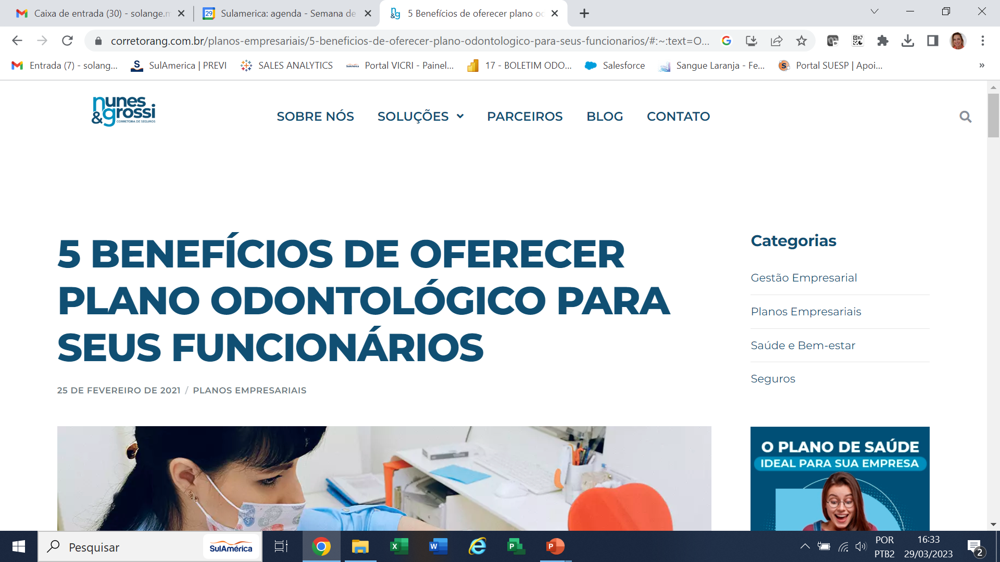 Caixa de entrada (30) - solange.m
29
Sulamerica: agenda - Semana de
n&g
5 Benefícios de oferecer plano oc
corretorang.com.br/planos-empresariais/5-beneficios-de-oferecer-plano-odontologico-para-seus-funcionarios/#:~:text=O...
Entrada (7) - solang...
SulAmerica | PREVI
SALES ANALYTICS
Portal VICRI - Painel...
17 - BOLETIM ODO...
Salesforce
Sangue Laranja - Fe...
Portal SUESP | Apoi...
»
nunes
&grossi
CORRETORA DE SEGUROS
SOBRE NÓS
SOLUÇÕES
PARCEIROS
BLOG
CONTATO
5 BENEFÍCIOS DE OFERECER
PLANO ODONTOLÓGICO PARA
SEUS FUNCIONÁRIOS
25 DE FEVEREIRO DE 2021 / PLANOS EMPRESARIAIS
Categorias
Gestão Empresarial
Planos Empresariais
Saúde e Bem-estar
Seguros
O PLANO DE SAÚDE
IDEAL PARA SUA EMPRESA
Pesquisar
SulAmérica
POR
PTB2
16:33
29/03/2023
2